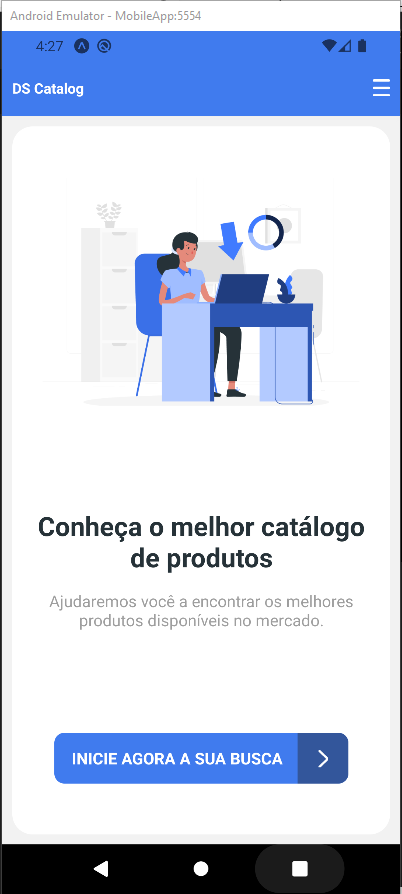 Android Emulator - MobileApp:5554
4:27
DS Catalog
Conheça o melhor catálogo
de produtos
Ajudaremos você a encontrar os melhores
produtos disponíveis no mercado.
INICIE AGORA A SUA BUSCA